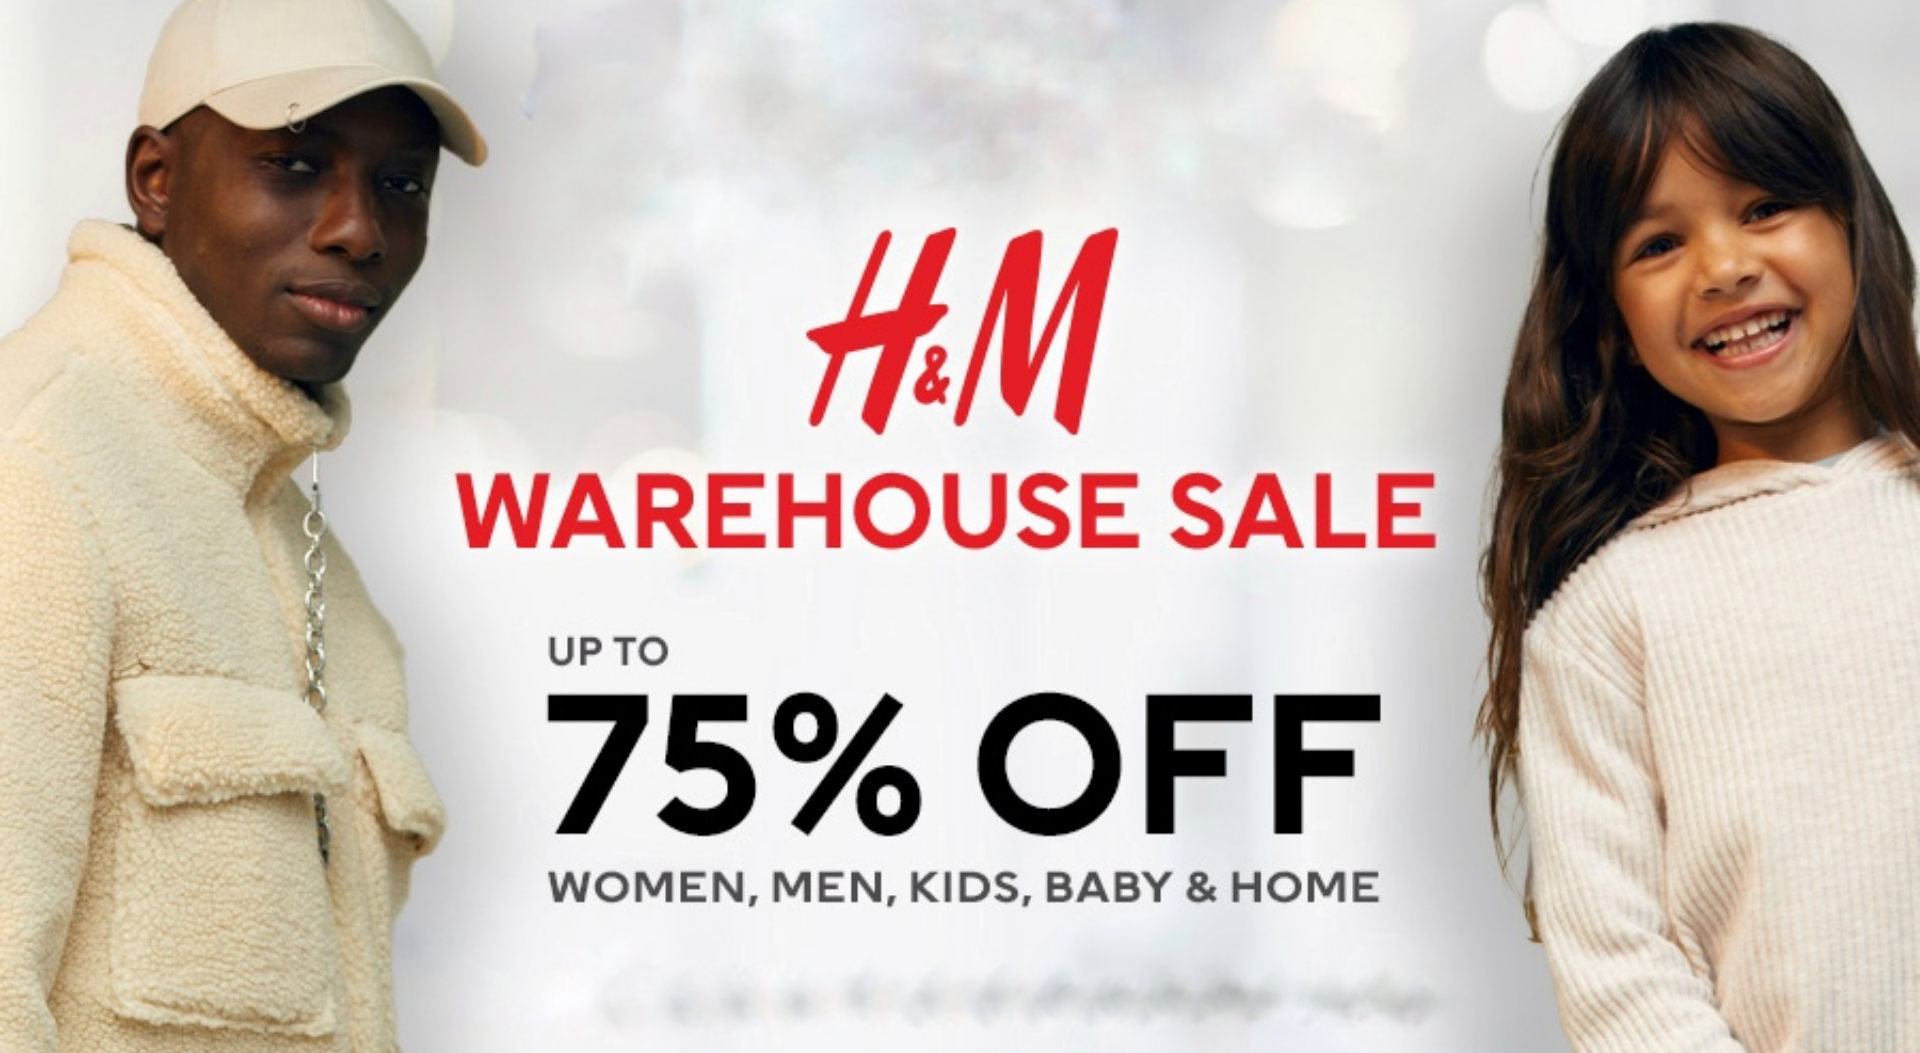 H&M
WAREHOUSE SALE
UP TO
75% OFF
WOMEN, MEN, KIDS, BABY & HOME